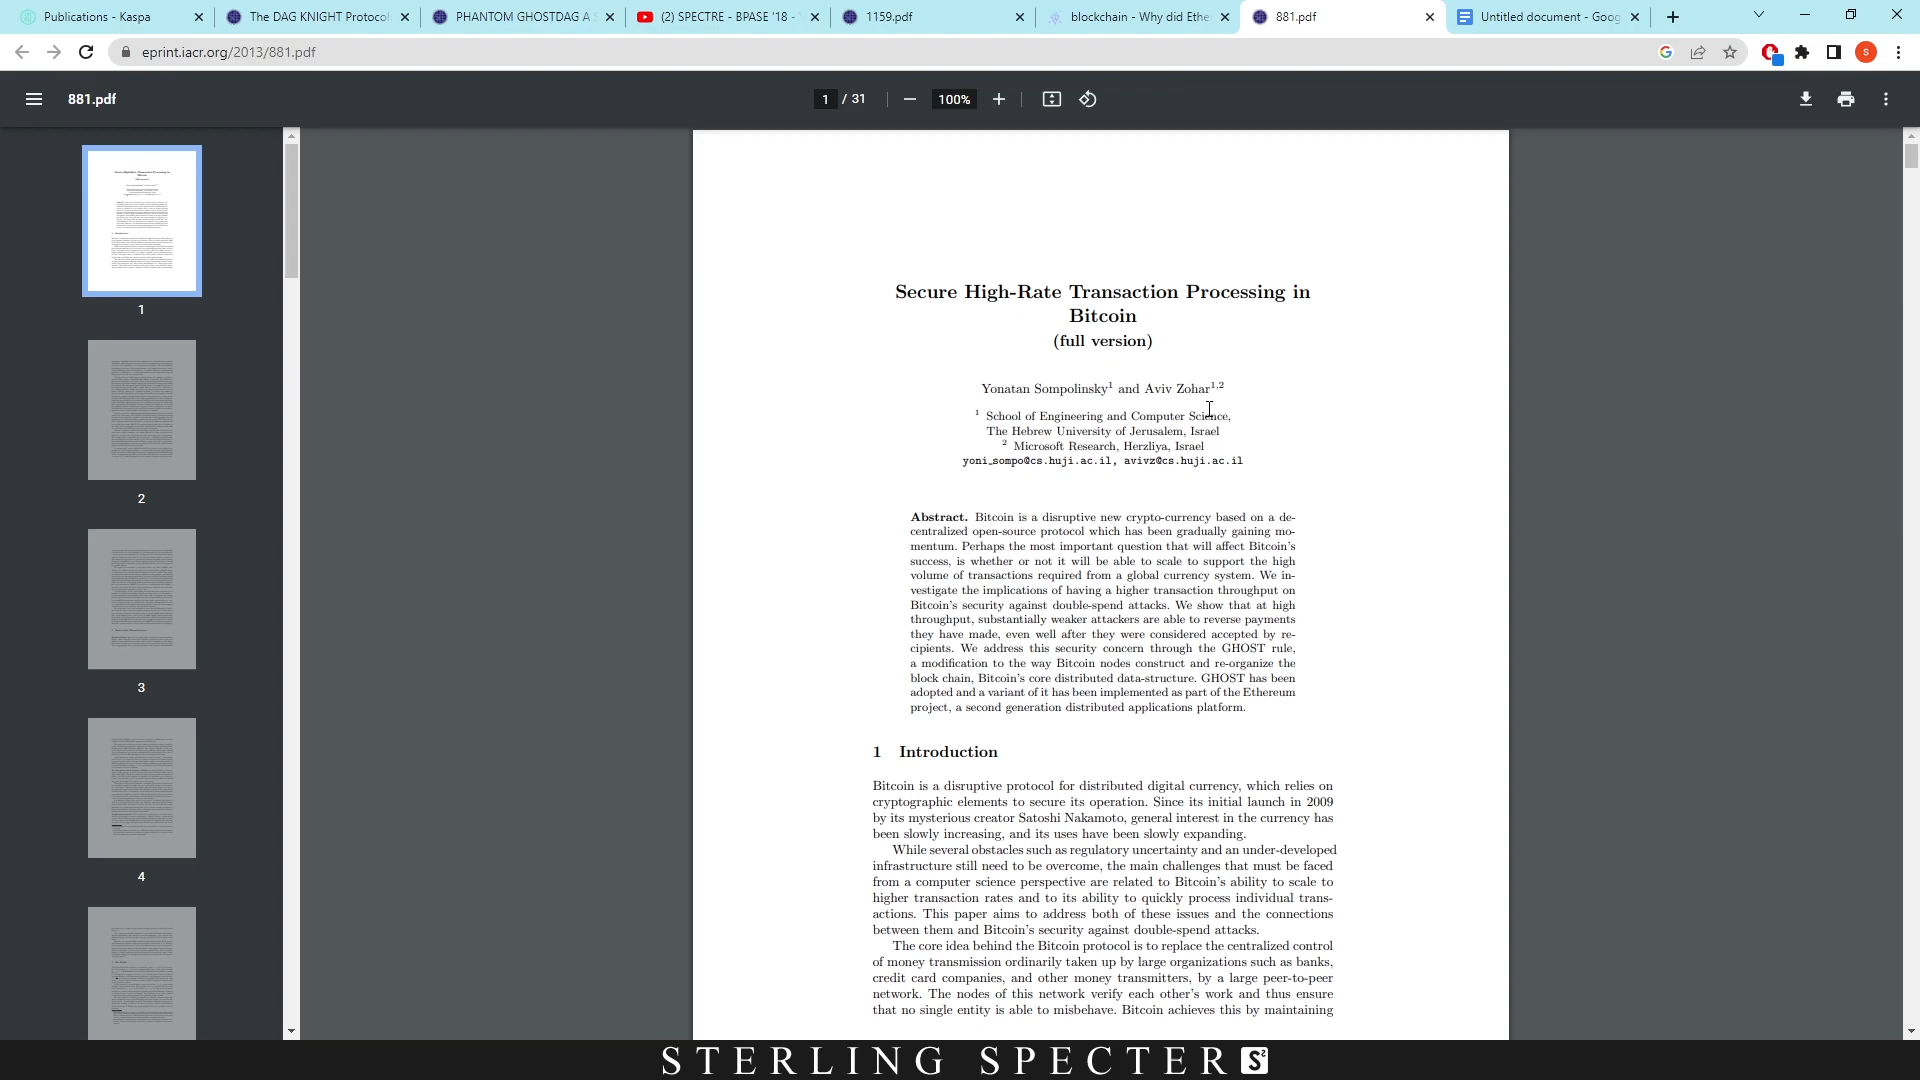 Publications - Kaspa
The DAG KNIGHT Protocol
PHANTOM GHOSTDAG A S
(2) SPECTRE - BPASE '18 -
1159.pdf
blockchain - Why did Ethe
881.pdf
Untitled document - Goog
eprint.iacr.org/2013/881.pdf
S
881.pdf
1 / 31
100%
1
2
3
4
Secure High-Rate Transaction Processing in
Bitcoin
(full version)
Yonatan Sompolinsky1 and Aviv Zohar1,2
1 School of Engineering and Computer Science,
The Hebrew University of Jerusalem, Israel
2 Microsoft Research, Herzliya, Israel
yoni_sompo@cs.huji.ac.il, avivz@cs.huji.ac.il
Abstract. Bitcoin is a disruptive new crypto-currency based on a de-
centralized open-source protocol which has been gradually gaining mo-
mentum. Perhaps the most important question that will affect Bitcoin's
success, is whether or not it will be able to scale to support the high
volume of transactions required from a global currency system. We in-
vestigate the implications of having a higher transaction throughput on
Bitcoin's security against double-spend attacks. We show that at high
throughput, substantially weaker attackers are able to reverse payments
they have made, even well after they were considered accepted by re-
cipients. We address this security concern through the GHOST rule,
a modification to the way Bitcoin nodes construct and re-organize the
block chain, Bitcoin's core distributed data-structure. GHOST has been
adopted and a variant of it has been implemented as part of the Ethereum
project, a second generation distributed applications platform.
1 Introduction
Bitcoin is a disruptive protocol for distributed digital currency, which relies on
cryptographic elements to secure its operation. Since its initial launch in 2009
by its mysterious creator Satoshi Nakamoto, general interest in the currency has
been slowly increasing, and its uses have been slowly expanding.
While several obstacles such as regulatory uncertainty and an under-developed
infrastructure still need to be overcome, the main challenges that must be faced
from a computer science perspective are related to Bitcoin's ability to scale to
higher transaction rates and to its ability to quickly process individual trans-
actions. This paper aims to address both of these issues and the connections
between them and Bitcoin's security against double-spend attacks.
The core idea behind the Bitcoin protocol is to replace the centralized control
of money transmission ordinarily taken up by large organizations such as banks,
credit card companies, and other money transmitters, by a large peer-to-peer
network. The nodes of this network verify each other's work and thus ensure
that no single entity is able to misbehave. Bitcoin achieves this by maintaining
STERLING SPECTER S2